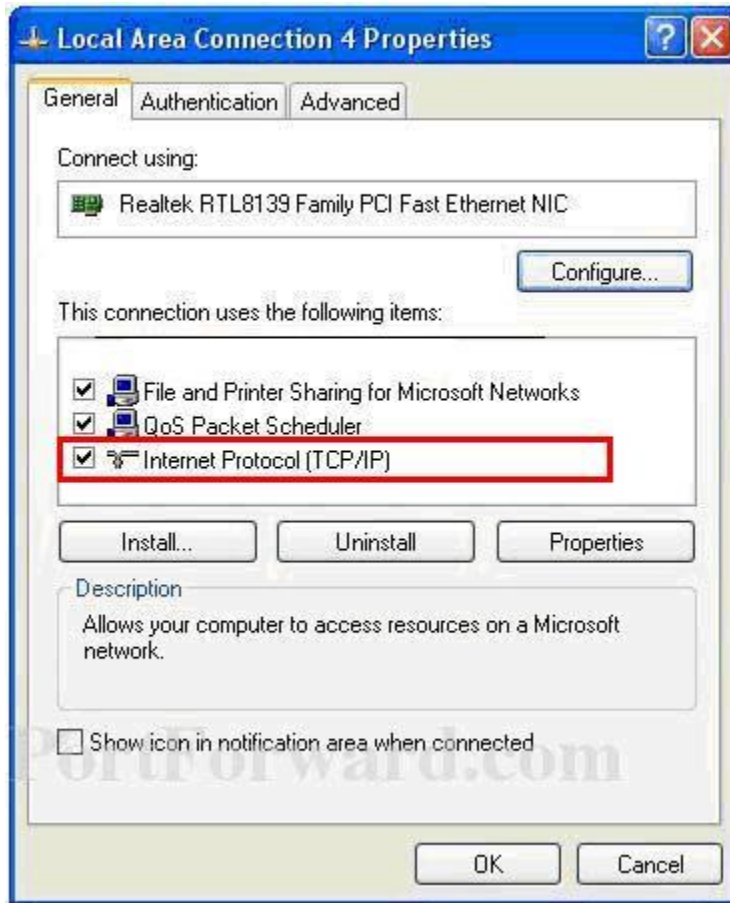 Local Area Connection 4 Properties
General Authentication Advanced
Connect using:
Realtek RTL8139 Family PCI Fast Ethernet NIC
Configure...
This connection uses the following items:
File and Printer Sharing for Microsoft Networks
QoS Packet Scheduler
Internet Protocol (TCP/IP)
Install... Uninstall Properties
Description
Allows your computer to access resources on a Microsoft
network.
Show icon in notification area when connected
PortForward.com
OK Cancel